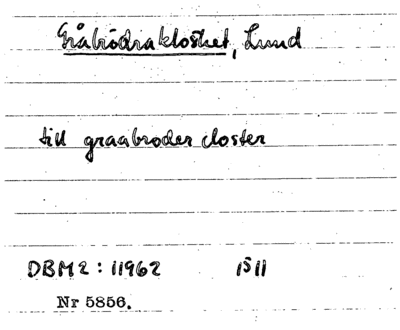 Gråbrödraklostret, Lund
till graabroder closter
DBM2: 11962 1511
Nr 5856.